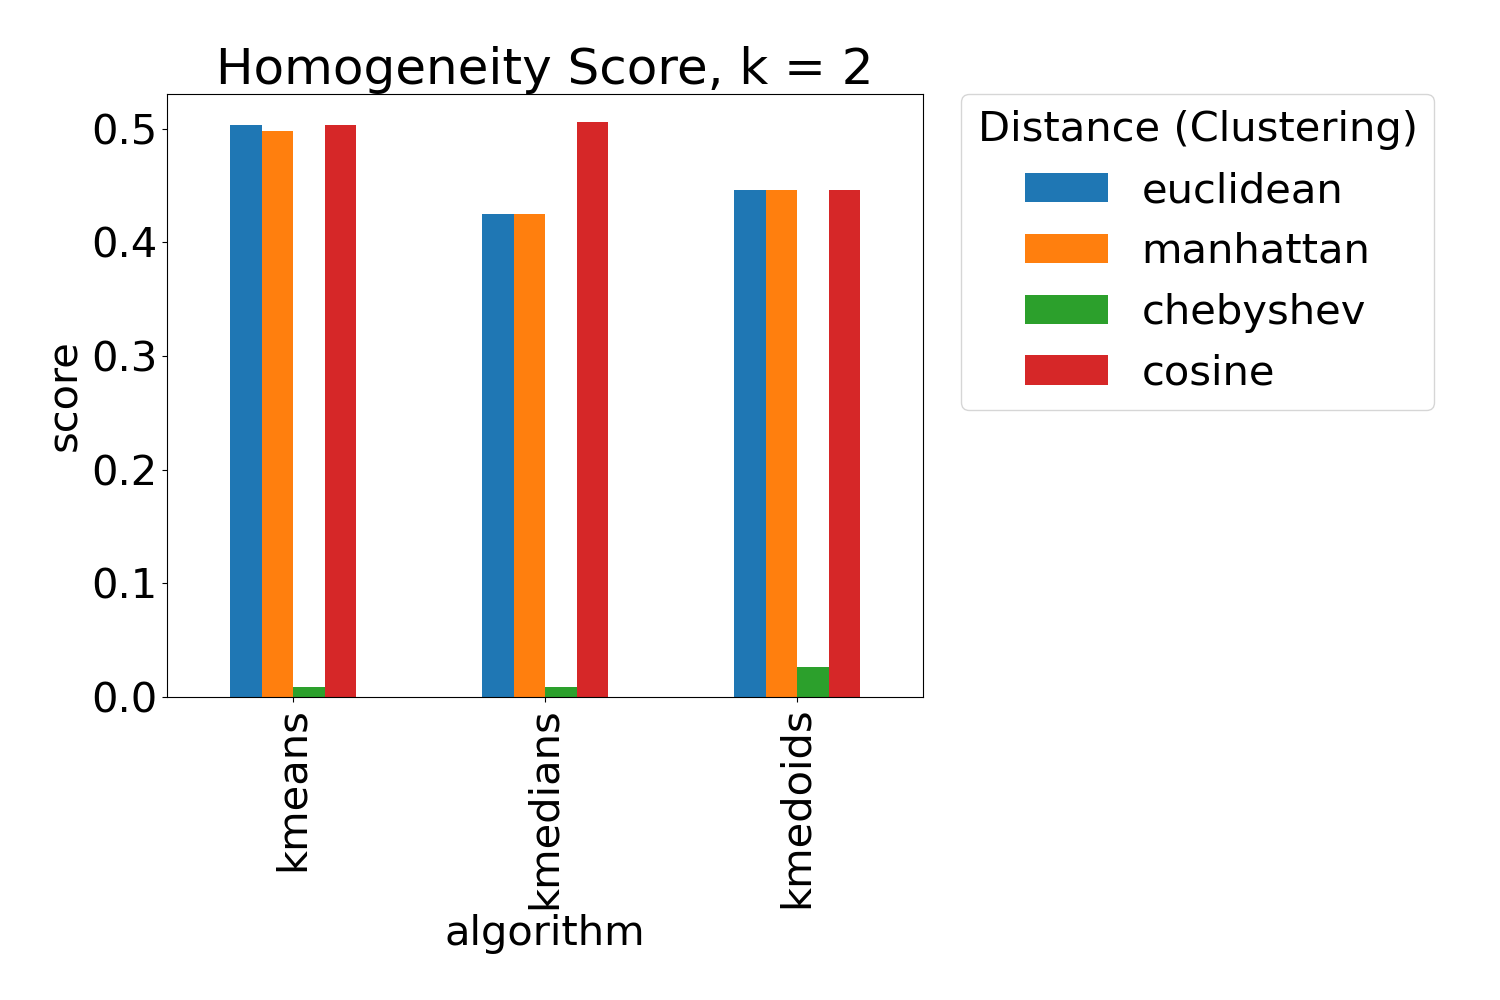 Homogeneity Score, k = 2
0.5
0.4
0.3
0.2
0.1
0.0
score
kmeans
kmedians
kmedoids
algorithm
Distance (Clustering)
euclidean
manhattan
chebyshev
cosine